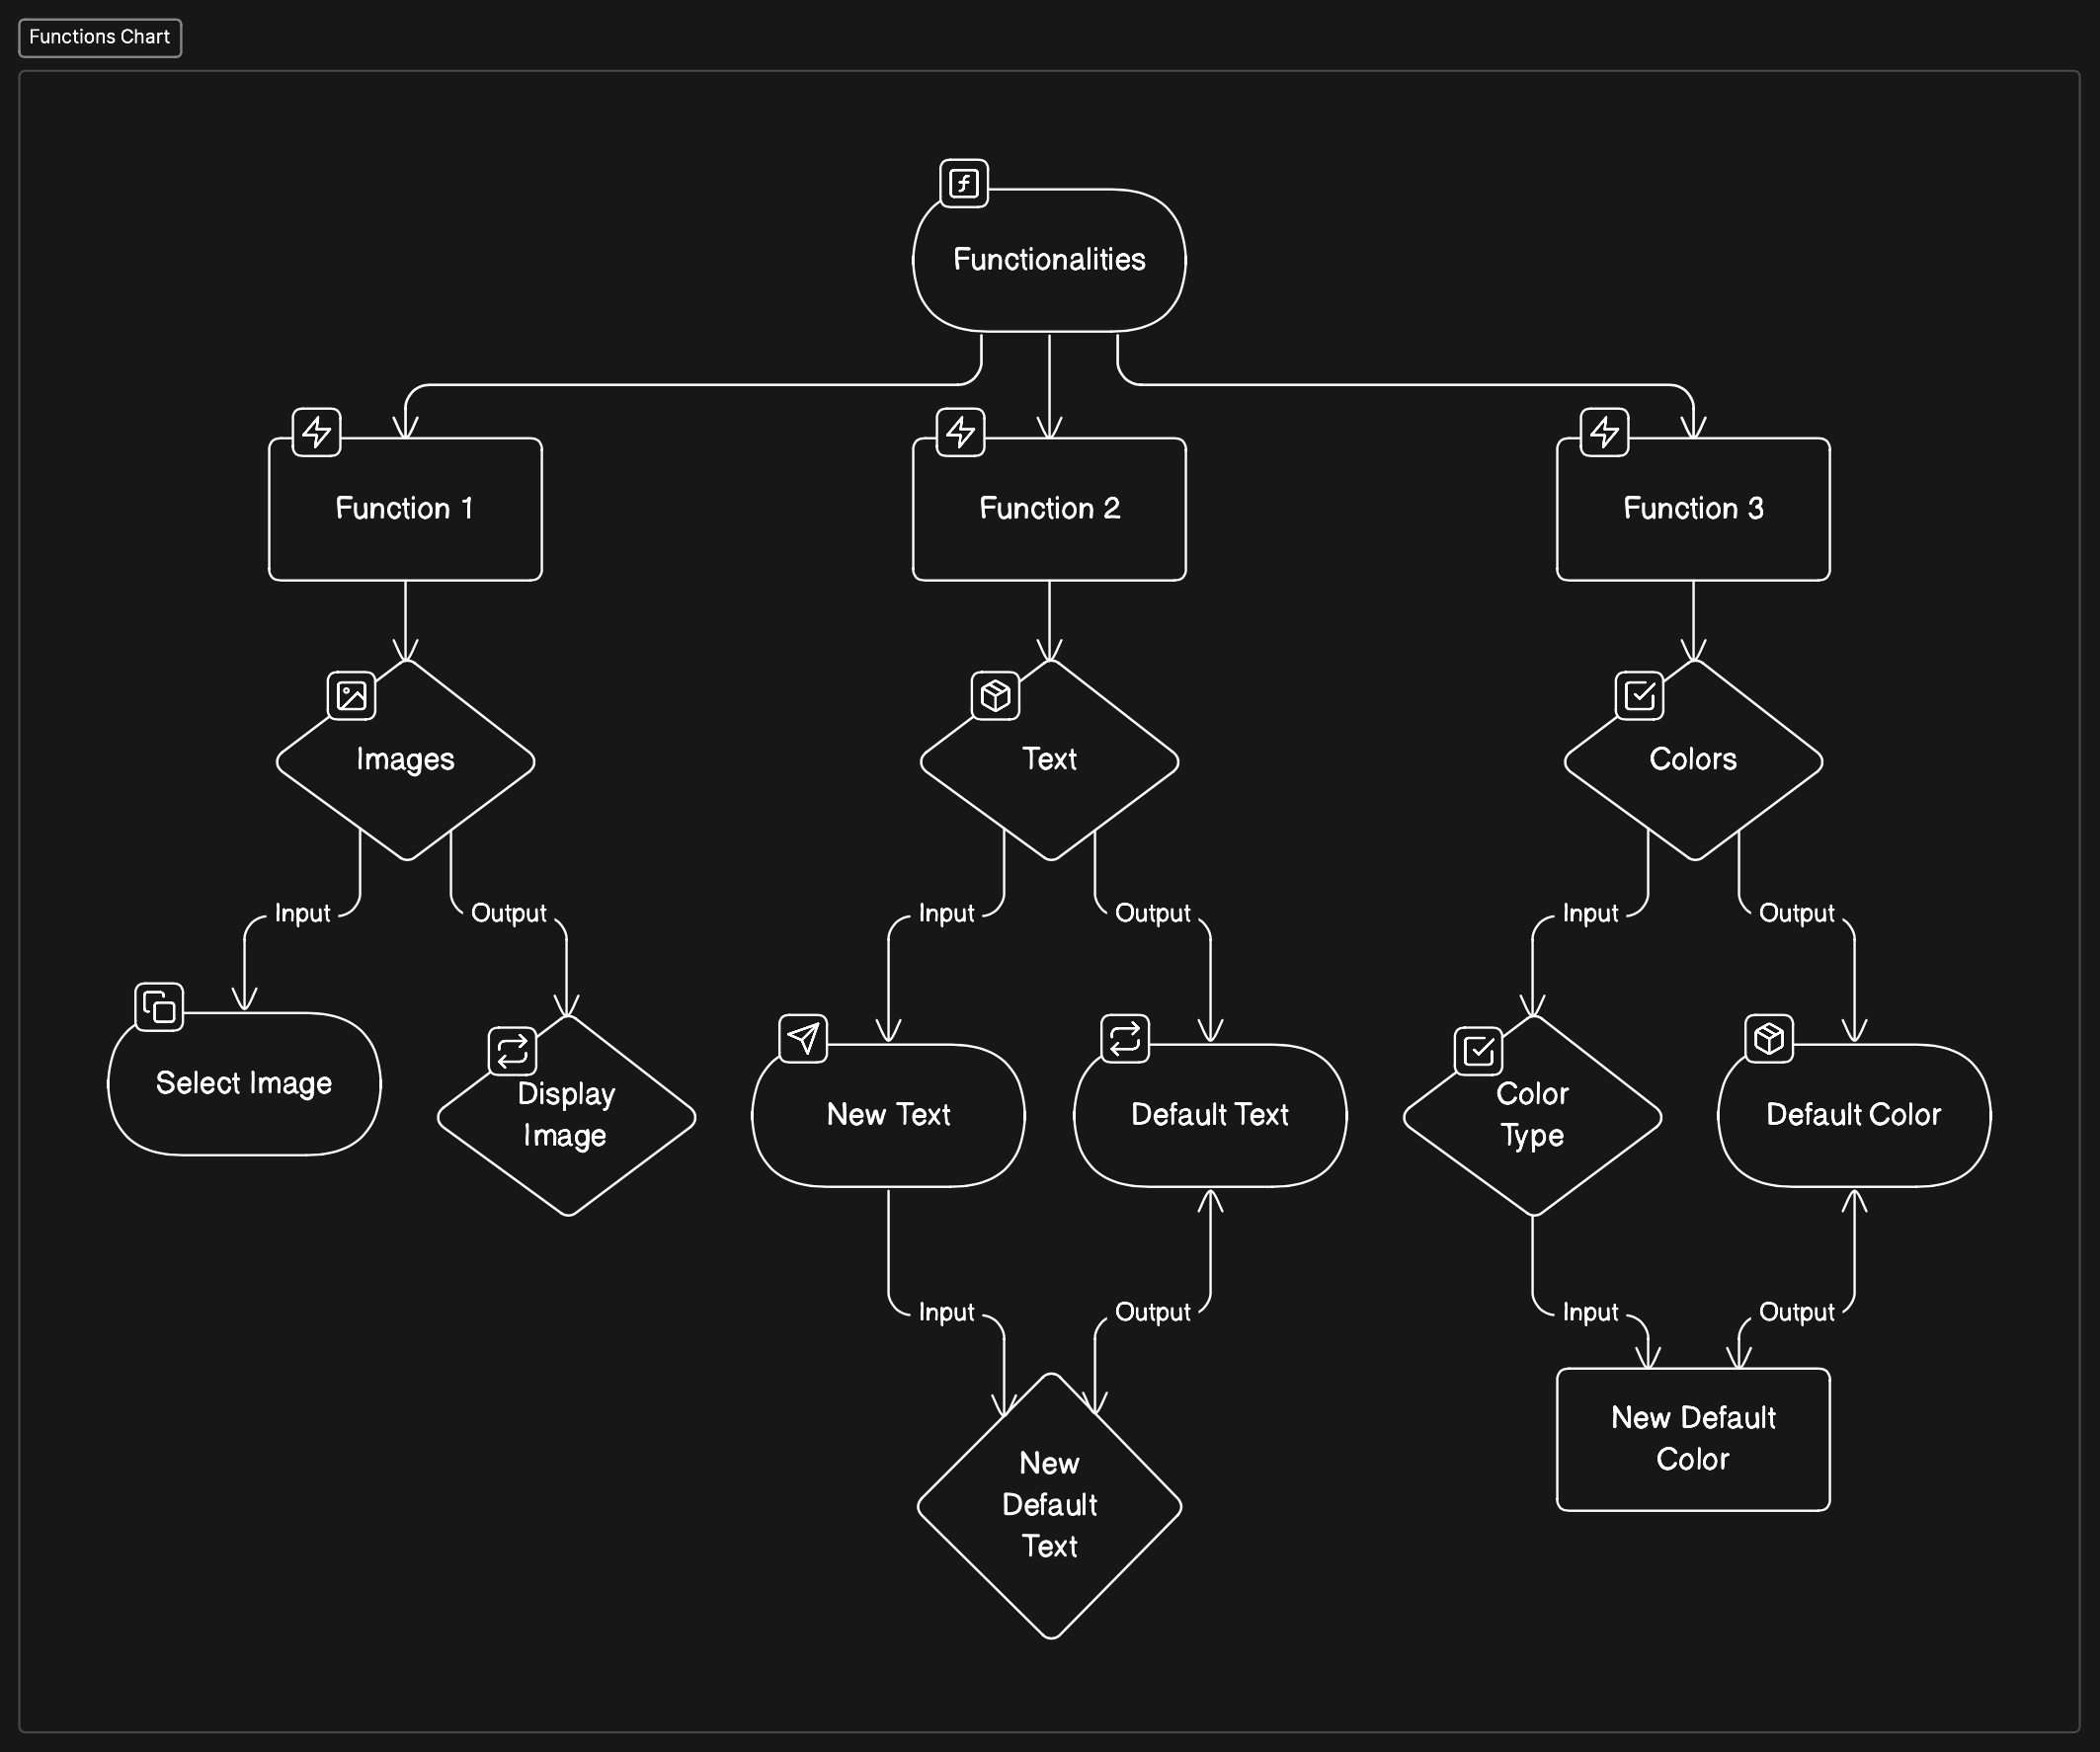 Functions Chart
Functionalities
Function 1
Function 2
Function 3
Images
Text
Colors
Input
Output
Input
Output
Input
Output
Select Image
Display
Image
New Text
Default Text
Color
Type
Default Color
Input
Output
Input
Output
New
Default
Text
New Default
Color